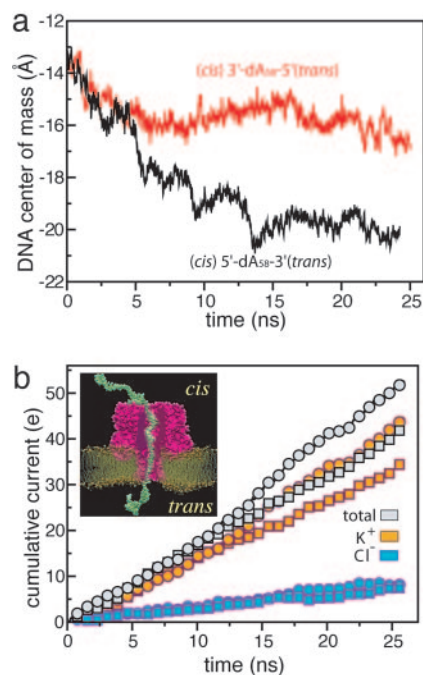 a
-12
-14
-16
-18
-20
-22
DNA center of mass (Å)
(cis) 3'-dA58-5'(trans)
(cis) 5'-dA58-3'(trans)
0 5 10 15 20 25
time (ns)
b
50
40
30
20
10
0
cumulative current (e)
cis
trans
total
K+
Cl-
0 5 10 15 20 25
time (ns)